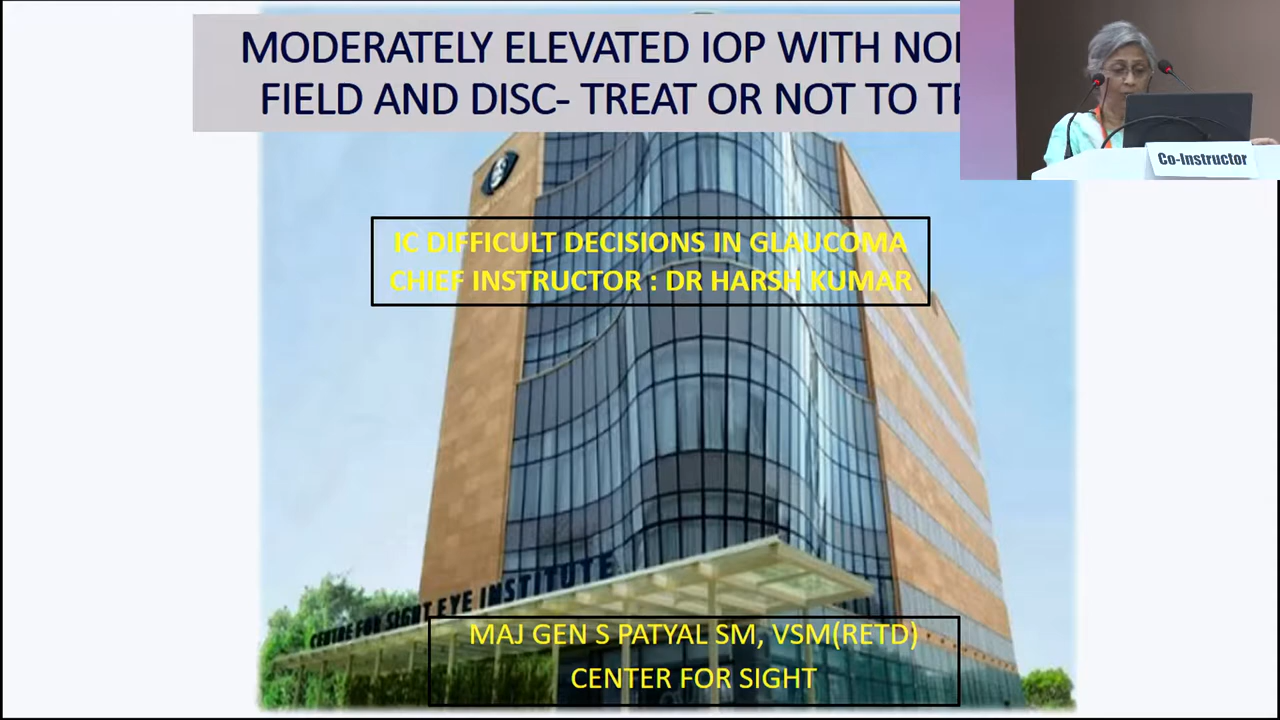 MODERATELY ELEVATED IOP WITH
FIELD AND DISC- TREAT OR NOT TO
Co-Instructor
IC DIFFICULT DECISIONS IN GLAUCOMA
CHIEF INSTRUCTOR : DR HARSH KUMAR
CENTRE FOR SIGHT EYE INSTITUTE
MAJ GEN S PATYAL SM, VSM(RETD)
CENTER FOR SIGHT